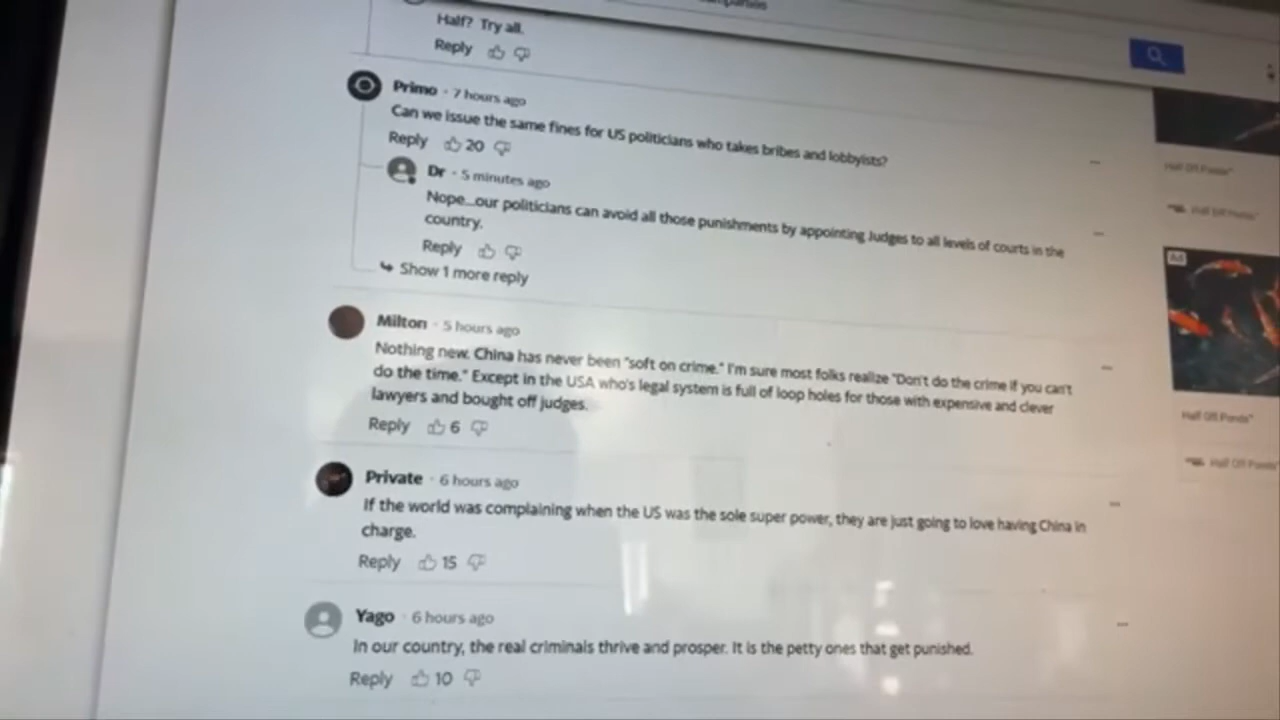 Half? Try all.
Reply
Primo · 7 hours ago
Can we issue the same fines for US politicians who takes bribes and lobbyists?
Reply 20
Dr · 5 minutes ago
Nope...our politicians can avoid all those punishments by appointing Judges to all levels of courts in the
country.
Reply
Show 1 more reply
Milton · 5 hours ago
Nothing new. China has never been "soft on crime." I'm sure most folks realize "Don't do the crime if you can't
do the time." Except in the USA who's legal system is full of loop holes for those with expensive and clever
lawyers and bought off judges.
Reply 6
Private · 6 hours ago
If the world was complaining when the US was the sole super power, they are just going to love having China in
charge.
Reply 15
Yago · 6 hours ago
In our country, the real criminals thrive and prosper. It is the petty ones that get punished.
Reply 10
Ad
Half Off Ponds"
Half Off Ponds"